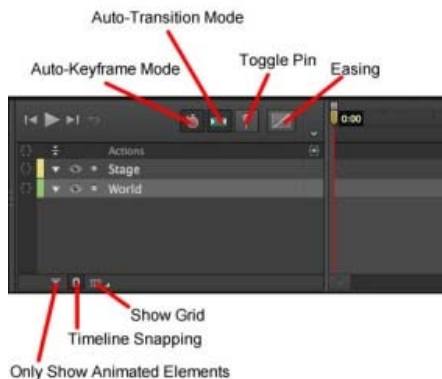 Auto-Transition Mode
Auto-Keyframe Mode
Toggle Pin
Easing
0:00
Actions
Stage
World
Show Grid
Timeline Snapping
Only Show Animated Elements